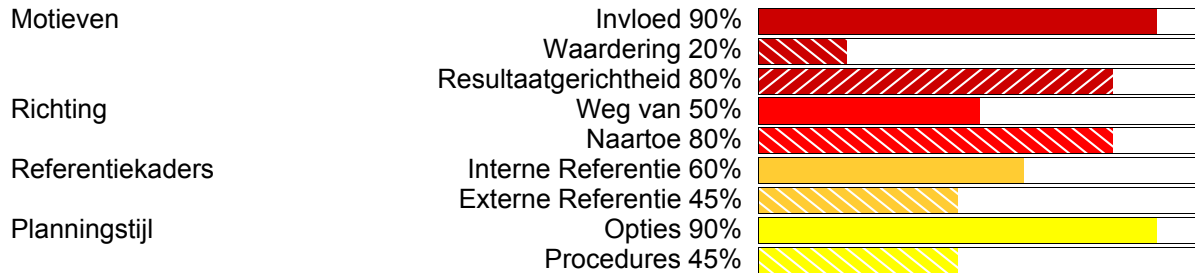 Motieven Invloed 90%
Waardering 20%
Resultaatgerichtheid 80%
Richting Weg van 50%
Naartoe 80%
Referentiekaders Interne Referentie 60%
Externe Referentie 45%
Planningstijl Opties 90%
Procedures 45%